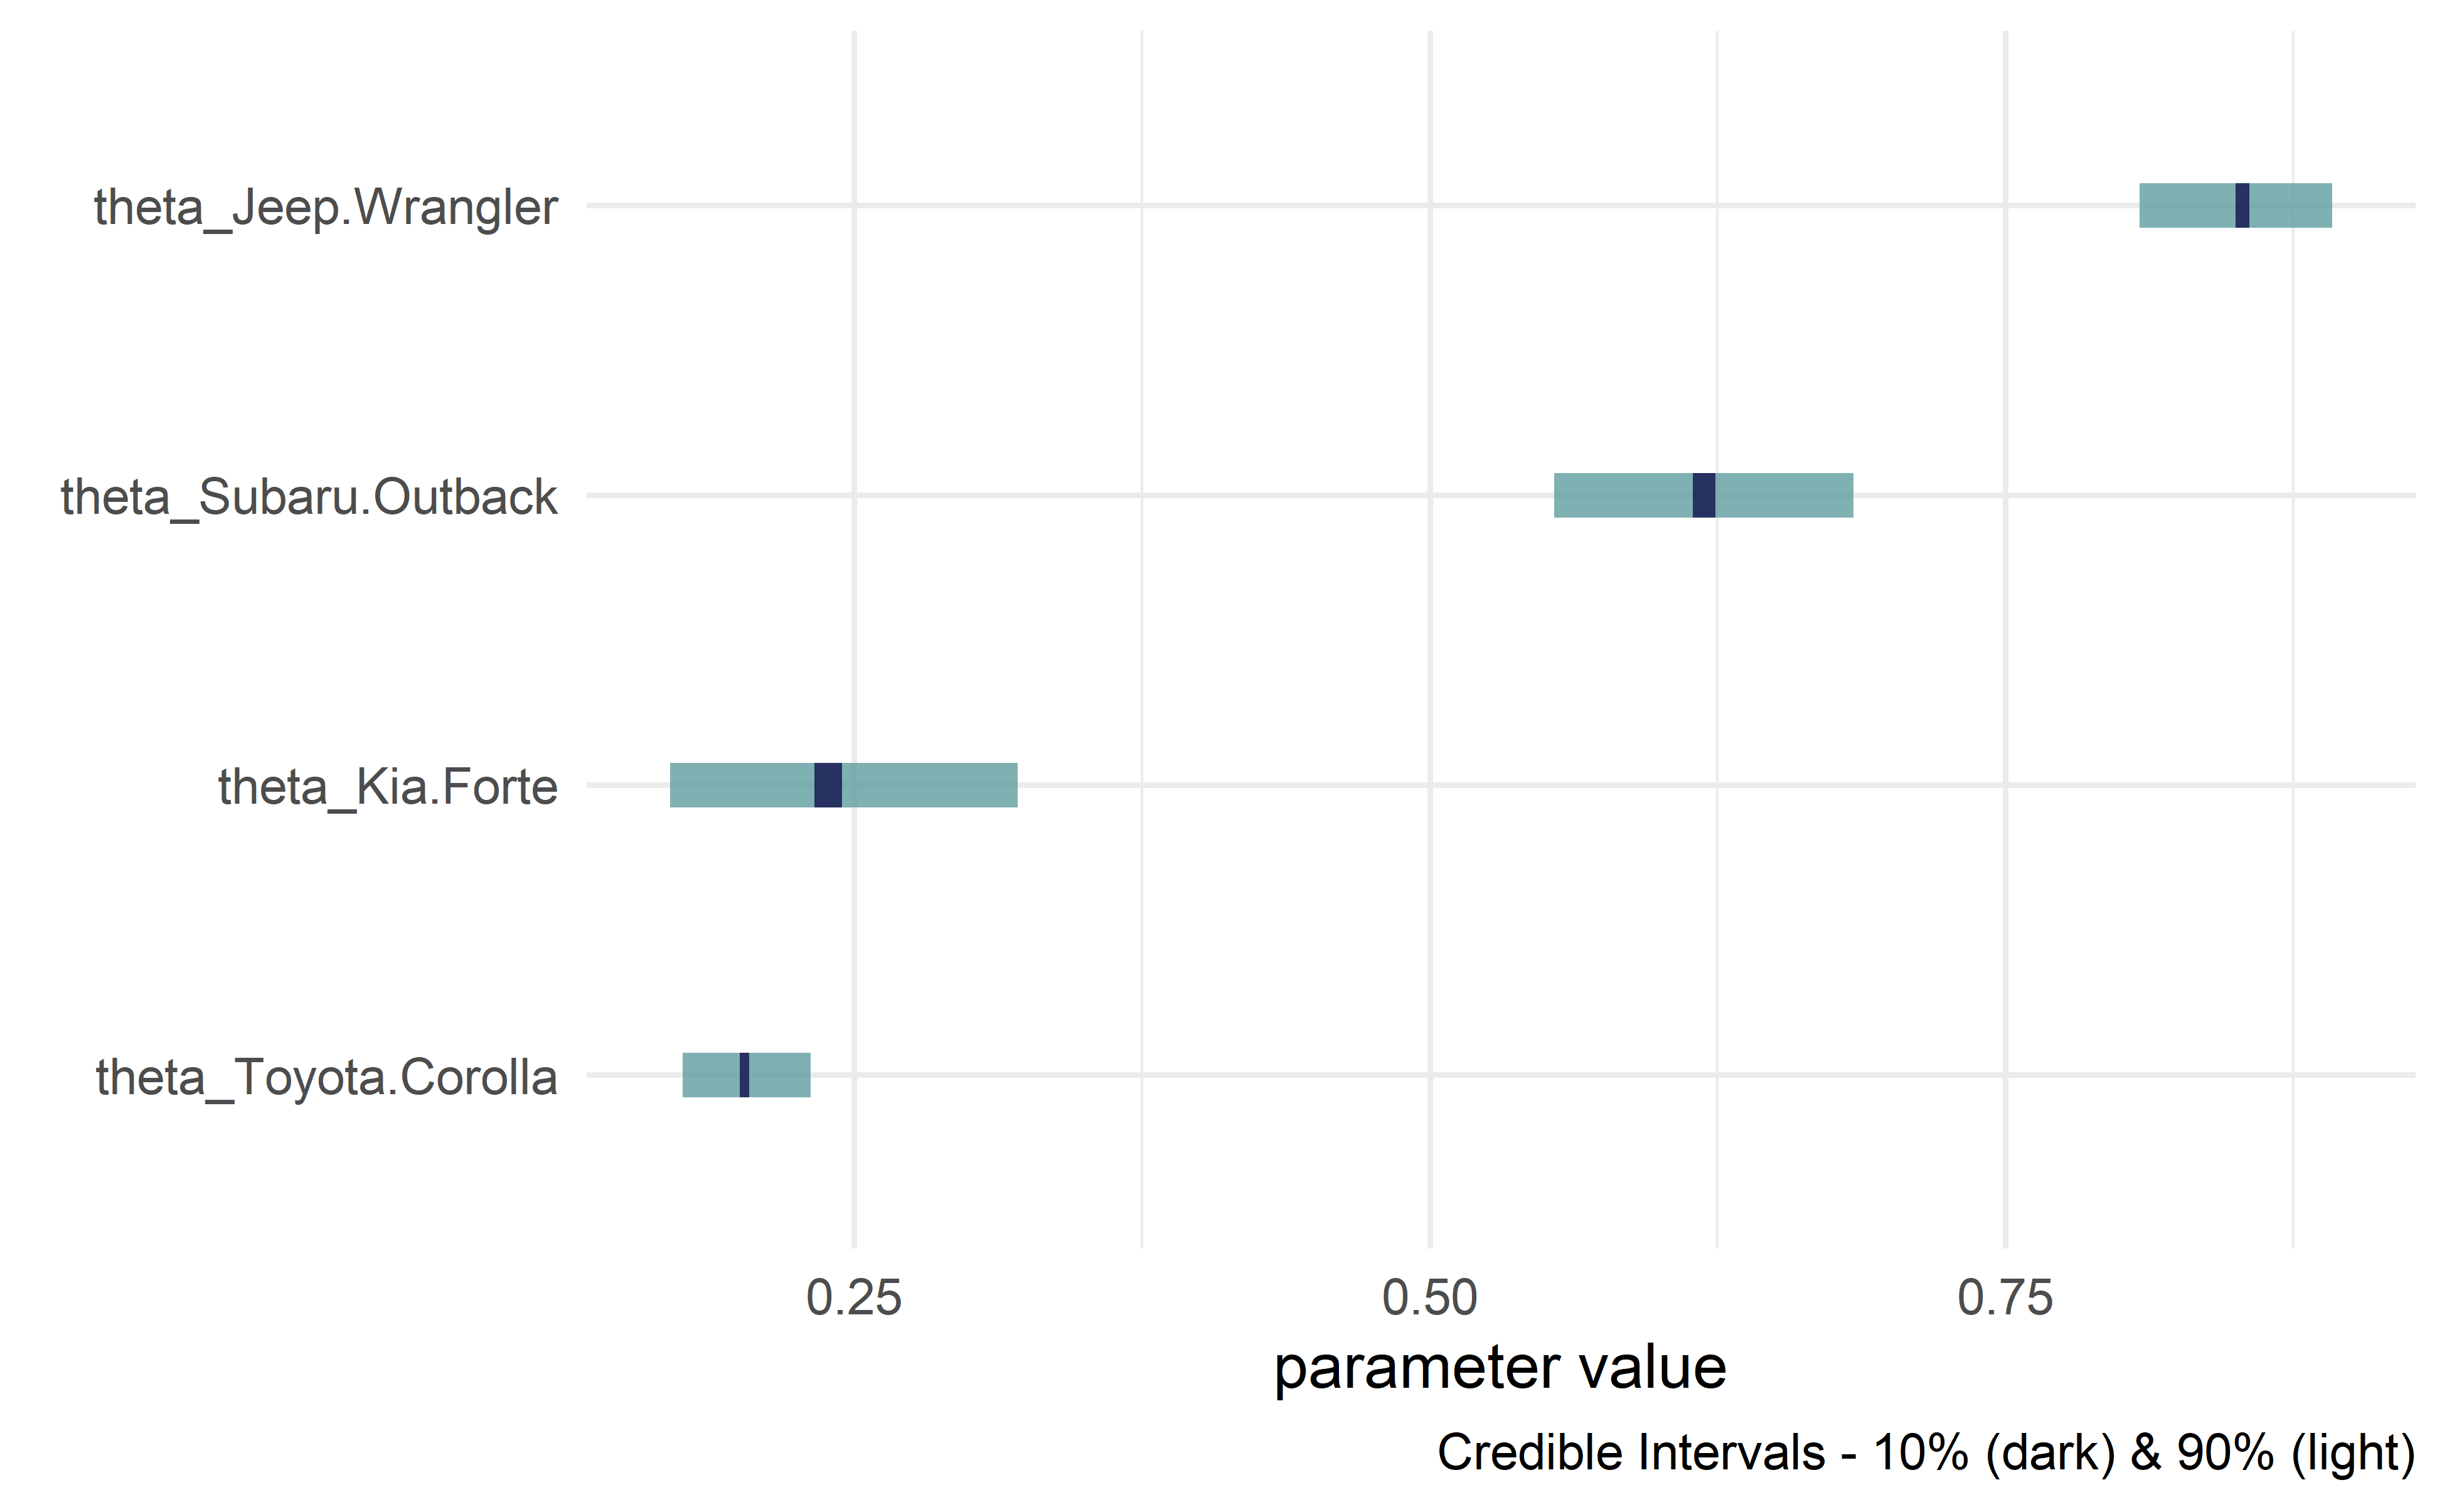 theta_Jeep.Wrangler
theta_Subaru.Outback
theta_Kia.Forte
theta_Toyota.Corolla
0.25 0.50 0.75
parameter value
Credible Intervals - 10% (dark) & 90% (light)